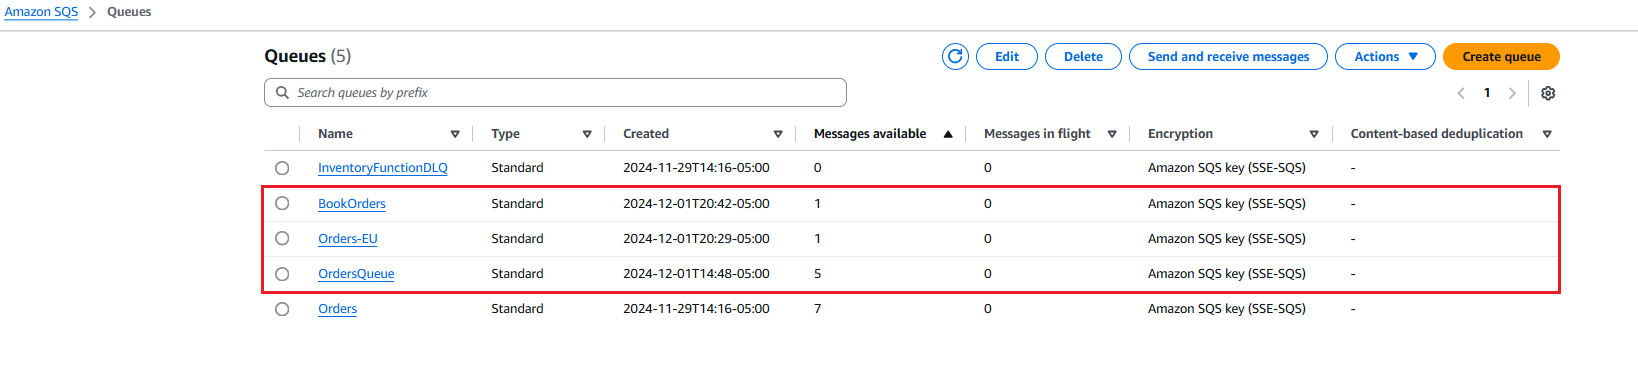 Amazon SQS > Queues
Queues (5)
Edit Delete Send and receive messages Actions Create queue
Search queues by prefix
1
Name Type Created Messages available Messages in flight Encryption Content-based deduplication
InventoryFunctionDLQ Standard 2024-11-29T14:16-05:00 0 0 Amazon SQS key (SSE-SQS) -
BookOrders Standard 2024-12-01T20:42-05:00 1 0 Amazon SQS key (SSE-SQS) -
Orders-EU Standard 2024-12-01T20:29-05:00 1 0 Amazon SQS key (SSE-SQS) -
OrdersQueue Standard 2024-12-01T14:48-05:00 5 0 Amazon SQS key (SSE-SQS) -
Orders Standard 2024-11-29T14:16-05:00 7 0 Amazon SQS key (SSE-SQS) -